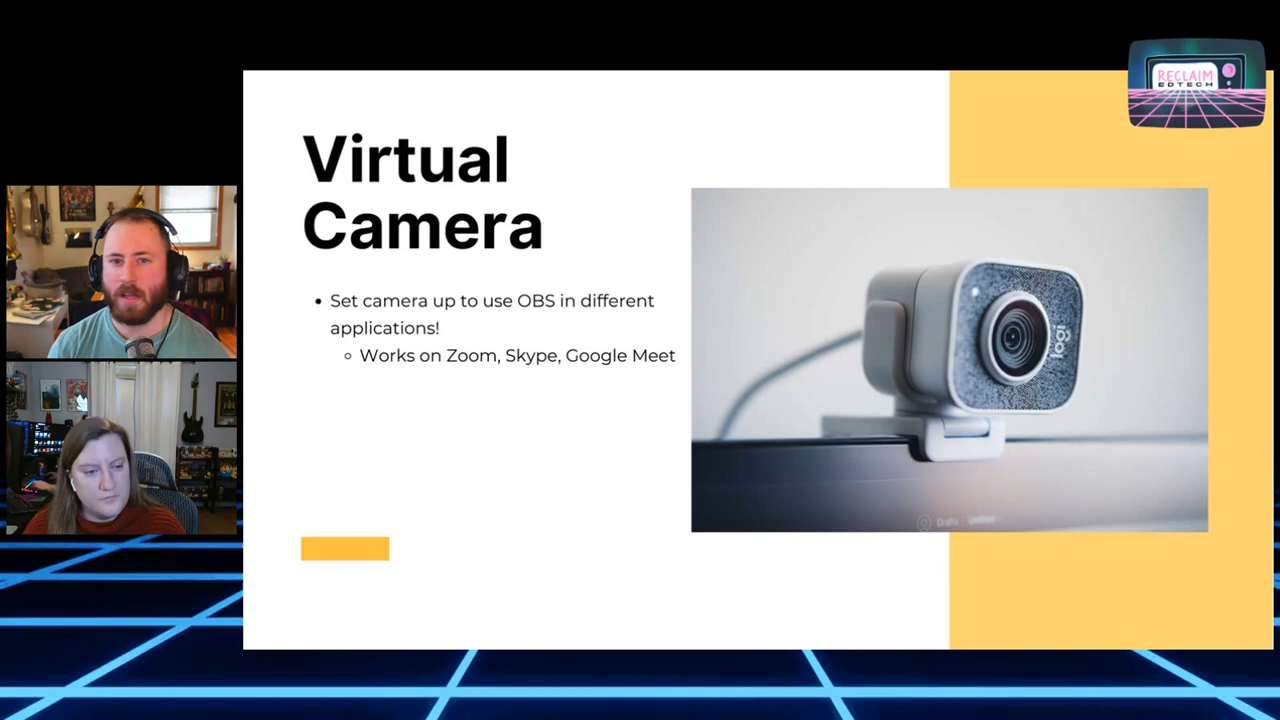 RECLAIM
EDTECH
Virtual
Camera
• Set camera up to use OBS in different
applications!
◦ Works on Zoom, Skype, Google Meet
logi